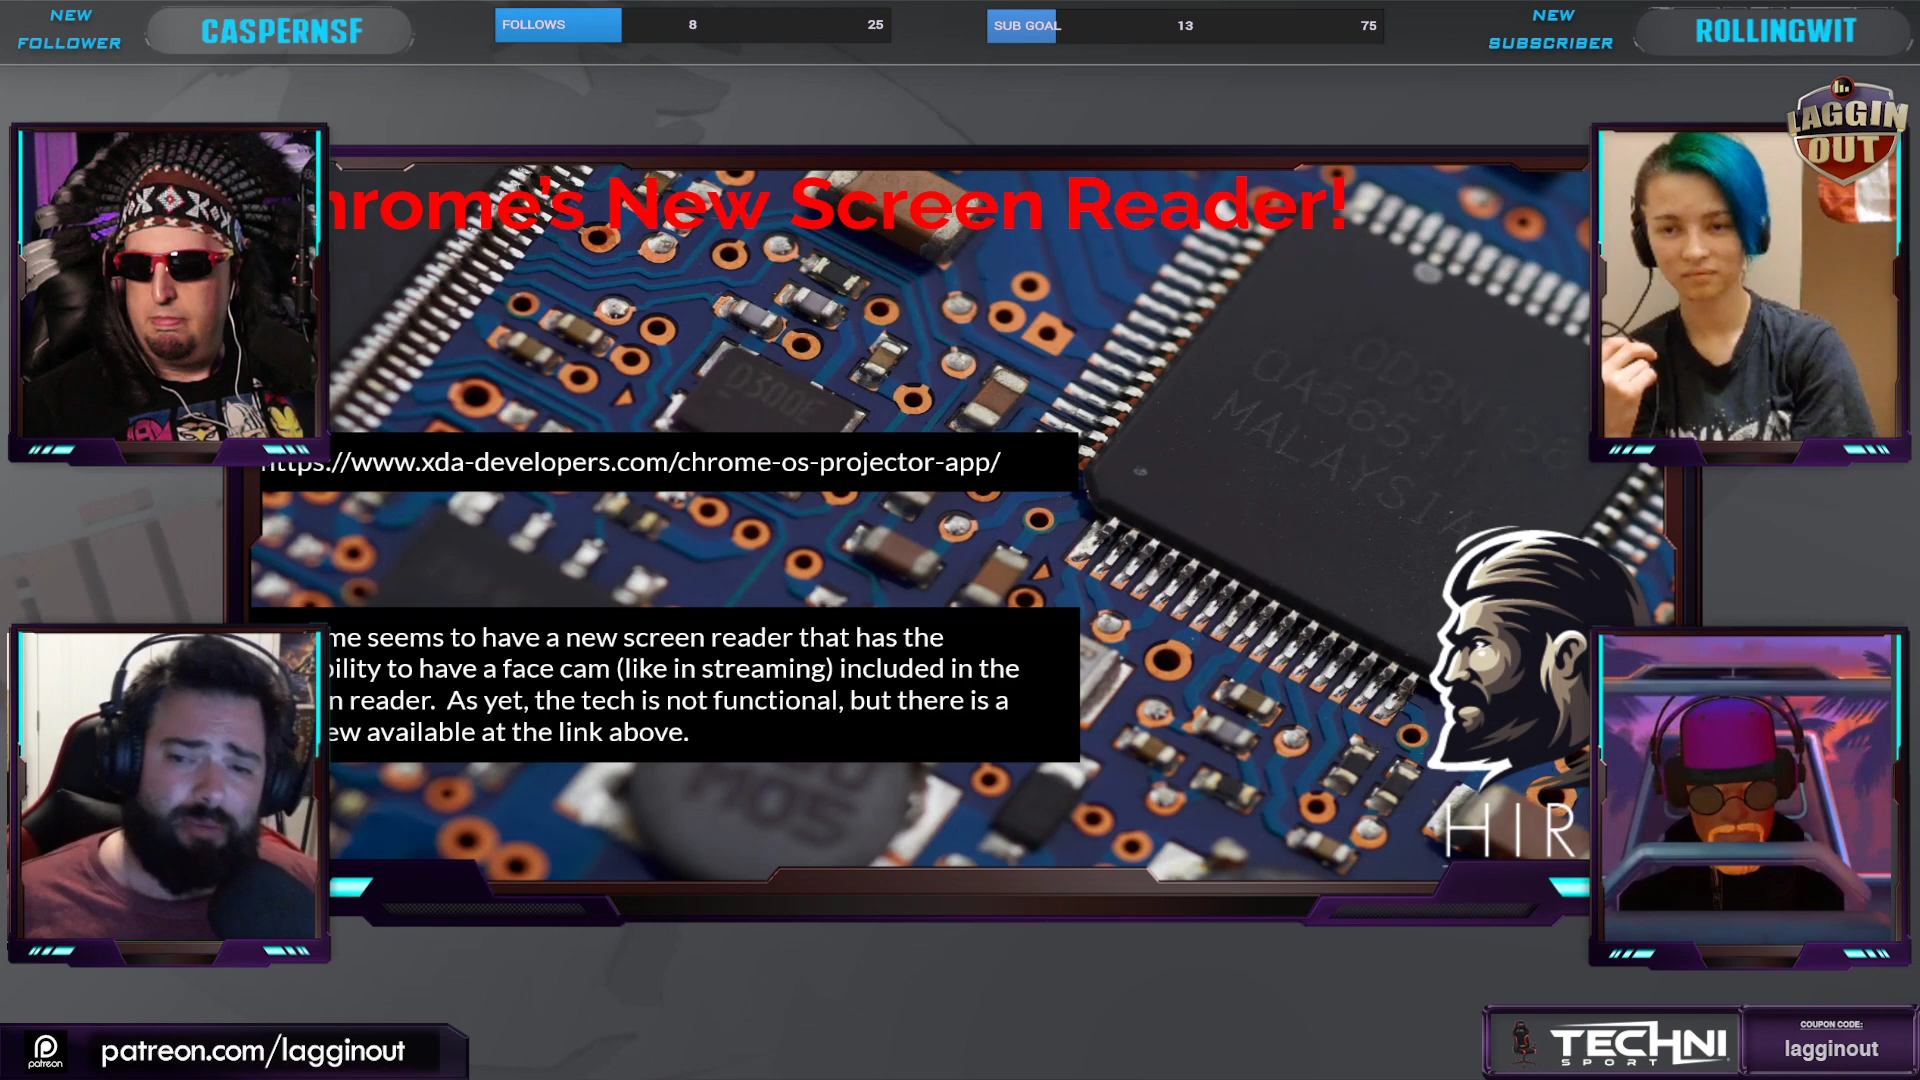 NEW
FOLLOWER
CASPERNSF
FOLLOWS 8 25
SUB GOAL 13 75
NEW
SUBSCRIBER
ROLLINGWIT
LAGGIN
OUT
hrome's New Screen Reader!
D300E
MALAYSIA
https://www.xda-developers.com/chrome-os-projector-app/
me seems to have a new screen reader that has the
bility to have a face cam (like in streaming) included in the
n reader. As yet, the tech is not functional, but there is a
ew available at the link above.
M05
HIR
patreon
patreon.com/lagginout
TECHNI
SPORT
COUPON CODE:
lagginout